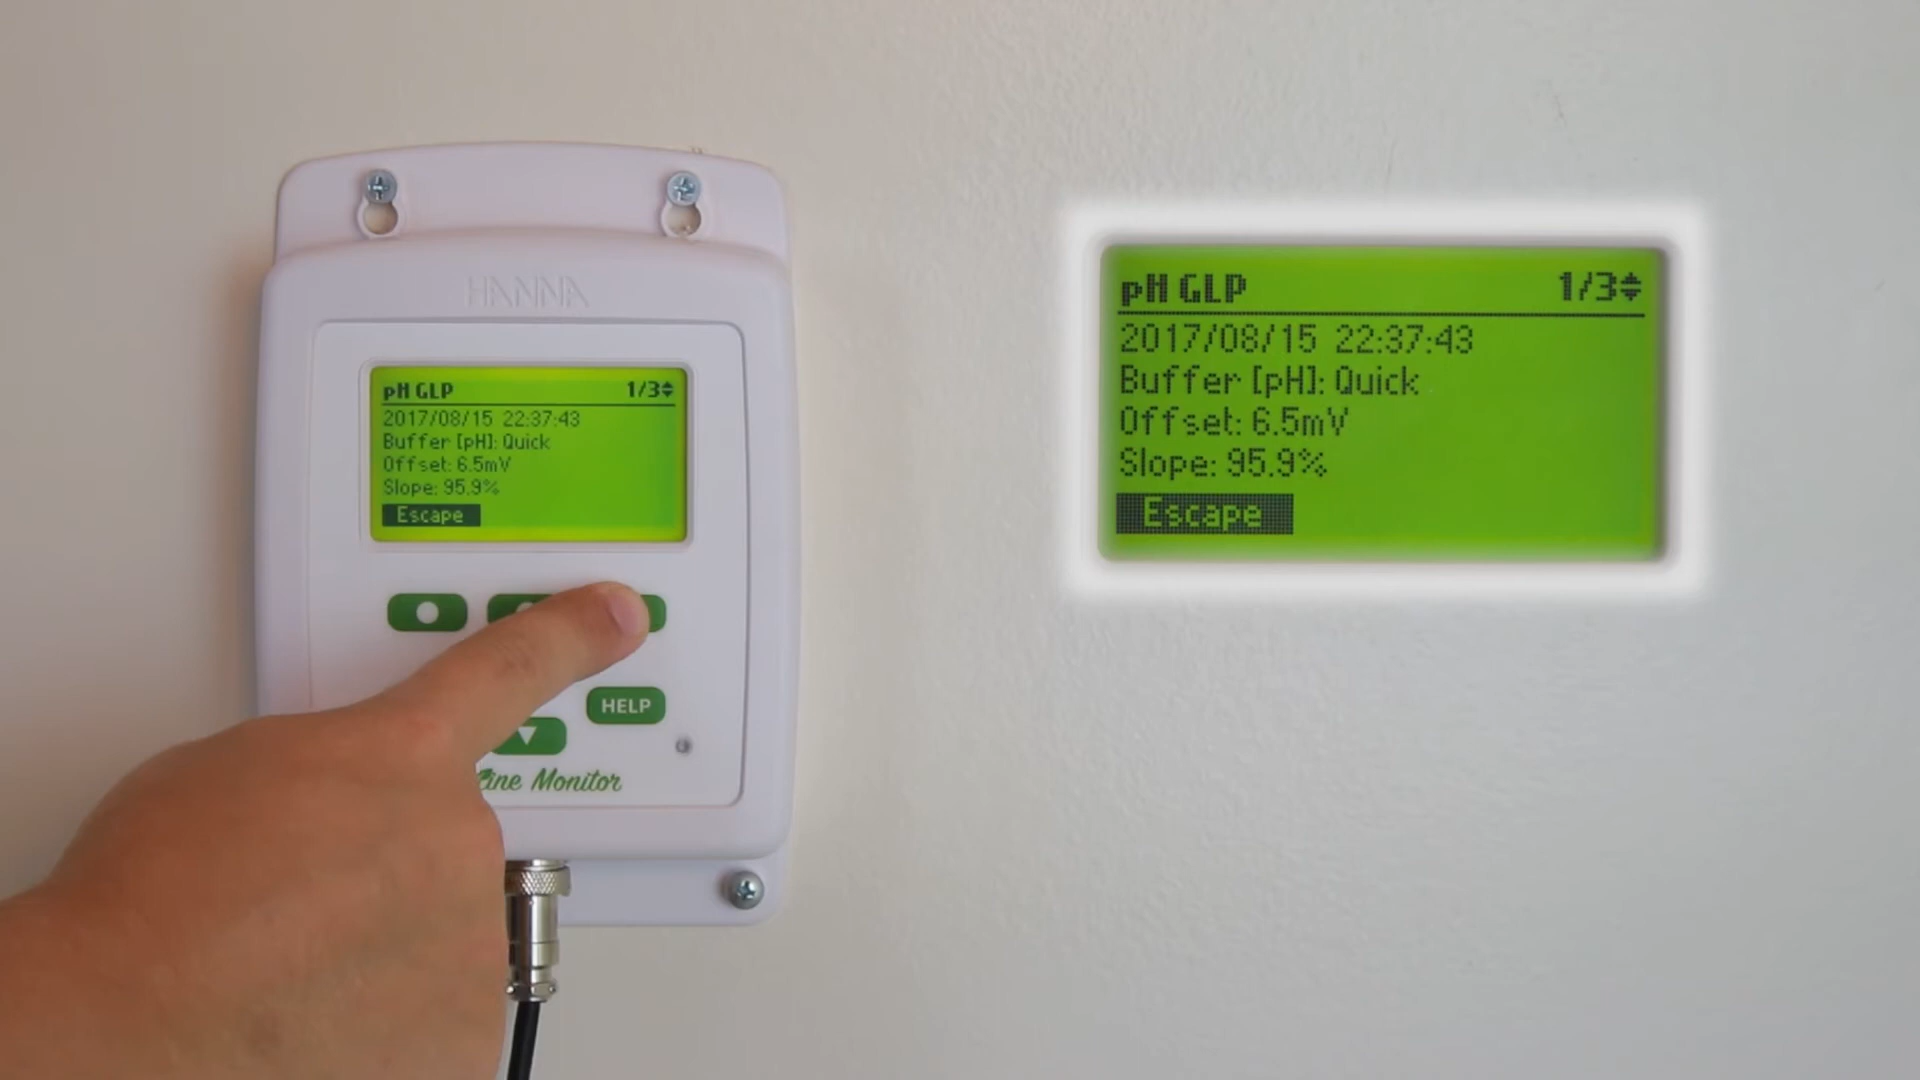 HANNA
pH GLP 1/3
2017/08/15 22:37:43
Buffer [pH]: Quick
Offset: 6.5mV
Slope: 95.9%
Escape
HELP
Line Monitor
pH GLP 1/3
2017/08/15 22:37:43
Buffer [pH]: Quick
Offset: 6.5mV
Slope: 95.9%
Escape